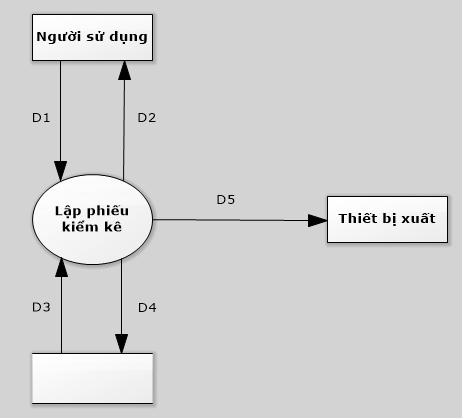 Người sử dụng
D1
D2
Lập phiếu
kiểm kê
D5
Thiết bị xuất
D3
D4